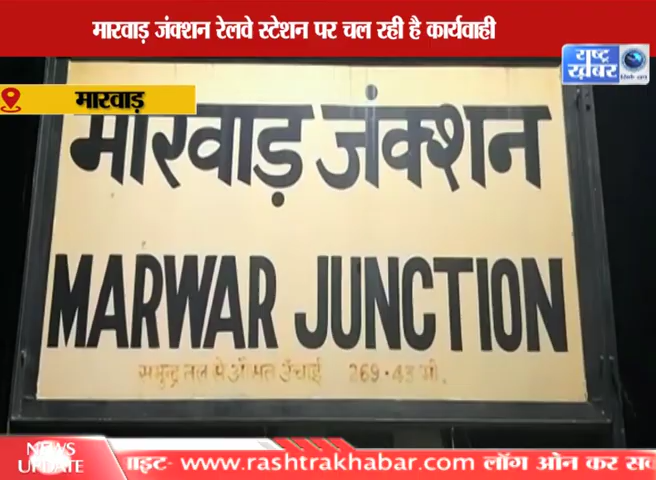 मारवाड़ जंक्शन रेलवे स्टेशन पर चल रही है कार्यवाही
राष्ट्र
ख़बर
मारवाड़
मारवाड़ जंक्शन
MARWAR JUNCTION
समुन्द्र तल से औसत ऊँचाई 269.43 मी.
NEWS
UPDATE
www.rashtrakhabar.com लॉग ओन कर